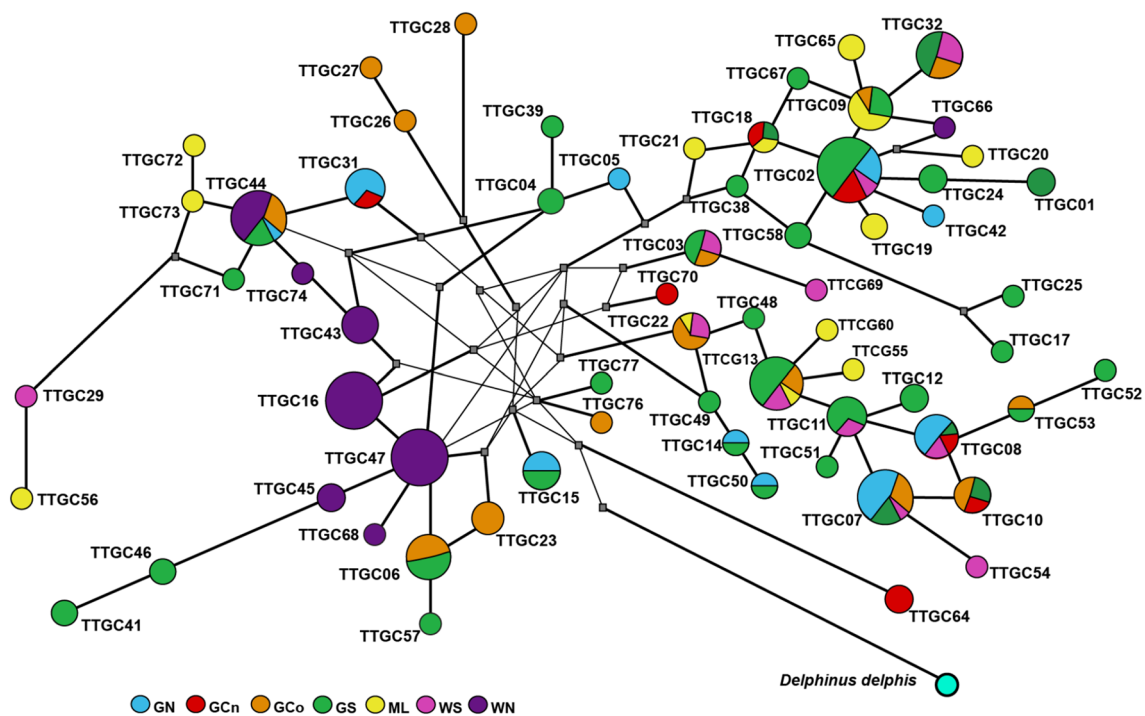 TTGC28
TTGC32
TTGC65
TTGC27
TTGC67
TTGC39
TTGC09
TTGC66
TTGC26
TTGC18
TTGC21
TTGC72
TTGC31
TTGC05
TTGC20
TTGC02
TTGC44
TTGC04
TTGC24
TTGC73
TTGC38
TTGC01
TTGC58
TTGC42
TTGC03
TTGC19
TTGC70
TTGC71
TTGC74
TTCG69
TTGC25
TTGC48
TTGC22
TTCG60
TTGC43
TTGC17
TTCG13
TTCG55
TTGC77
TTGC12
TTGC29
TTGC16
TTGC52
TTGC76
TTGC49
TTGC11
TTGC53
TTGC14
TTGC08
TTGC47
TTGC51
TTGC50
TTGC45
TTGC15
TTGC56
TTGC07
TTGC10
TTGC68
TTGC23
TTGC46
TTGC06
TTGC54
TTGC64
TTGC41
TTGC57
Delphinus delphis
GN GCn GCo GS ML WS WN